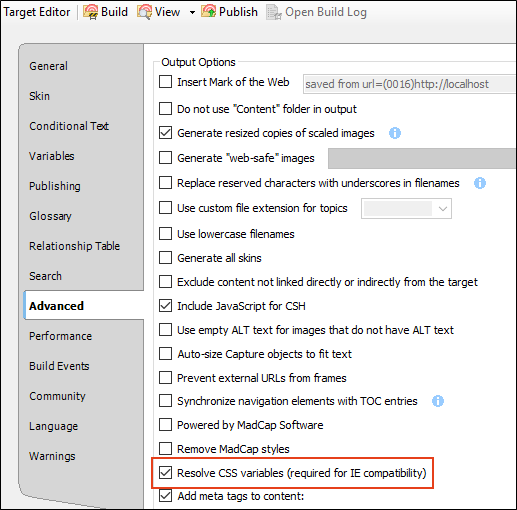 Target Editor Build View Publish Open Build Log
General
Skin
Conditional Text
Variables
Publishing
Glossary
Relationship Table
Search
Advanced
Performance
Build Events
Community
Language
Warnings
Output Options
Insert Mark of the Web saved from url=(0016)http://localhost
Do not use "Content" folder in output
Generate resized copies of scaled images
Generate "web-safe" images
Replace reserved characters with underscores in filenames
Use custom file extension for topics
Use lowercase filenames
Generate all skins
Exclude content not linked directly or indirectly from the target
Include JavaScript for CSH
Use empty ALT text for images that do not have ALT text
Auto-size Capture objects to fit text
Prevent external URLs from frames
Synchronize navigation elements with TOC entries
Powered by MadCap Software
Remove MadCap styles
Resolve CSS variables (required for IE compatibility)
Add meta tags to content: